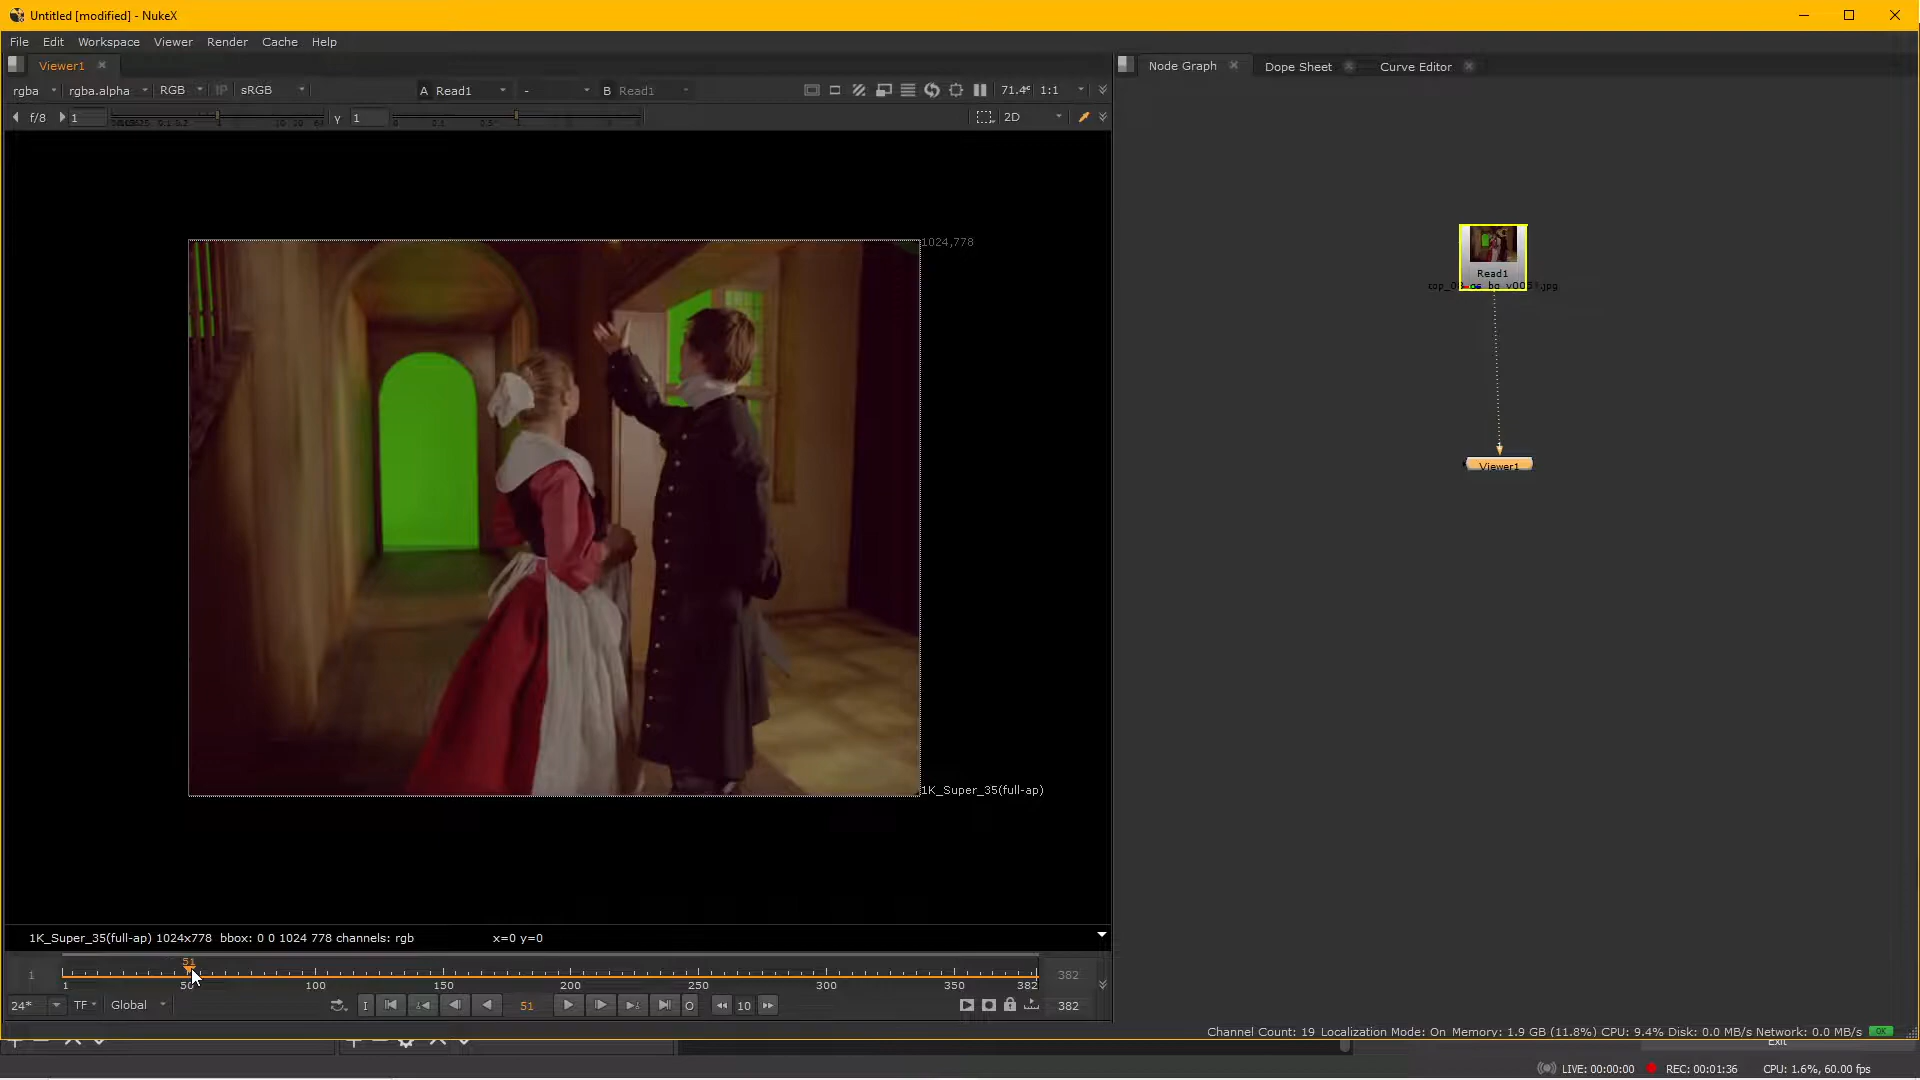 Untitled [modified] - NukeX
File Edit Workspace Viewer Render Cache Help
Viewer1
Node Graph Dope Sheet Curve Editor
rgba rgba.alpha RGB IP sRGB A Read1 - B Read1 1:1
f/8 1 γ 1 2D
1024,778
Read1
1K_Super_35(full-ap)
Viewer1
1K_Super_35(full-ap) 1024x778 bbox: 0 0 1024 778 channels: rgb x=0 y=0
51
1 382
1 50 100 150 200 250 300 350 382
24* TF Global I 51 O 10 382
Channel Count: 19 Localization Mode: On Memory: 1.9 GB (11.8%) CPU: 9.4% Disk: 0.0 MB/s Network: 0.0 MB/s OK
Exit
LIVE: 00:00:00 REC: 00:01:36 CPU: 1.6%, 60.00 fps